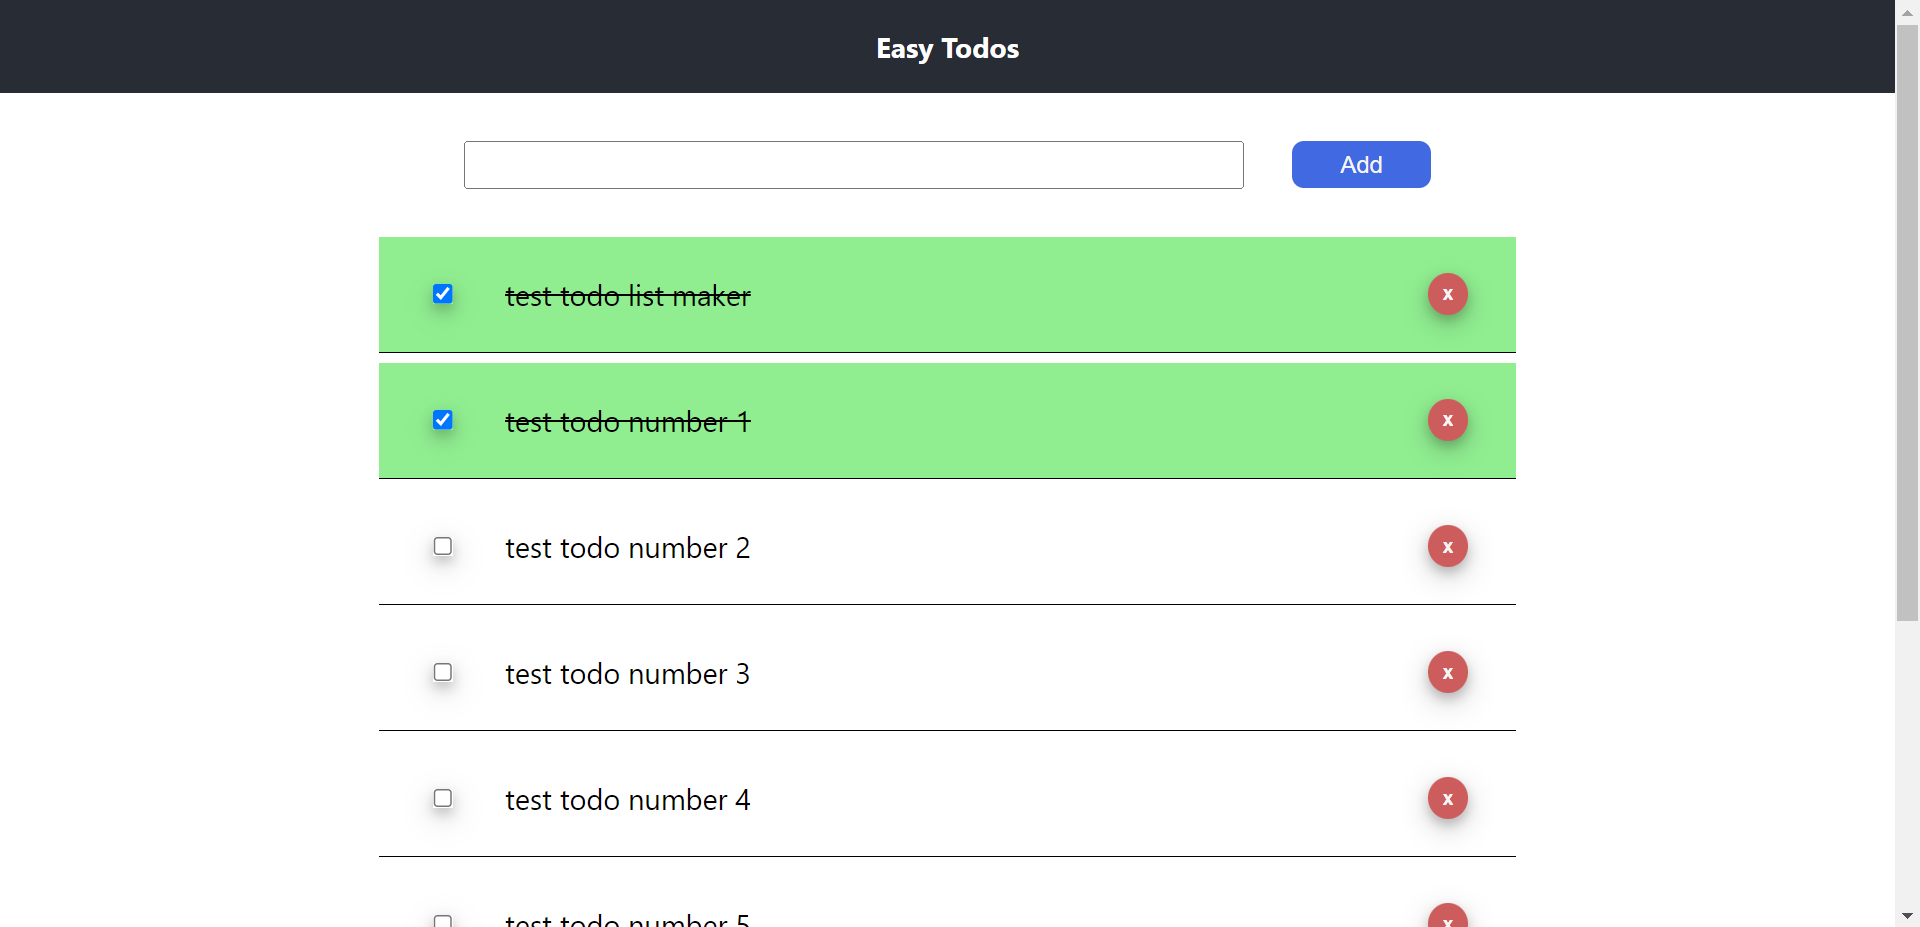 Easy Todos
Add
test todo list maker
x
test todo number 1
x
test todo number 2
x
test todo number 3
x
test todo number 4
x
test todo number 5
x